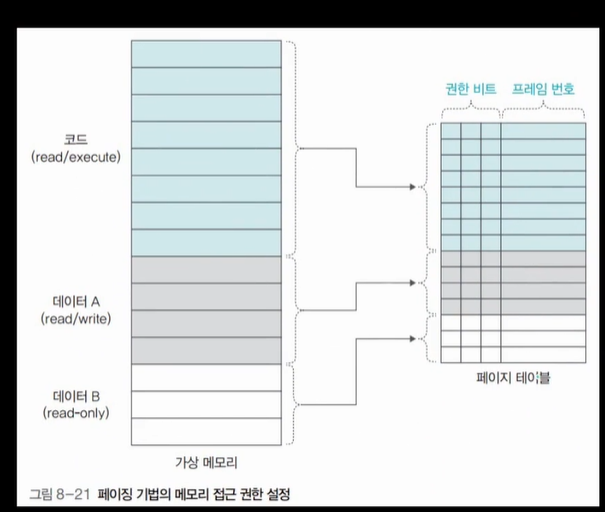 권한 비트 프레임 번호
코드
(read/execute)
데이터 A
(read/write)
페이지 테이블
데이터 B
(read-only)
가상 메모리
그림 8-21 페이징 기법의 메모리 접근 권한 설정